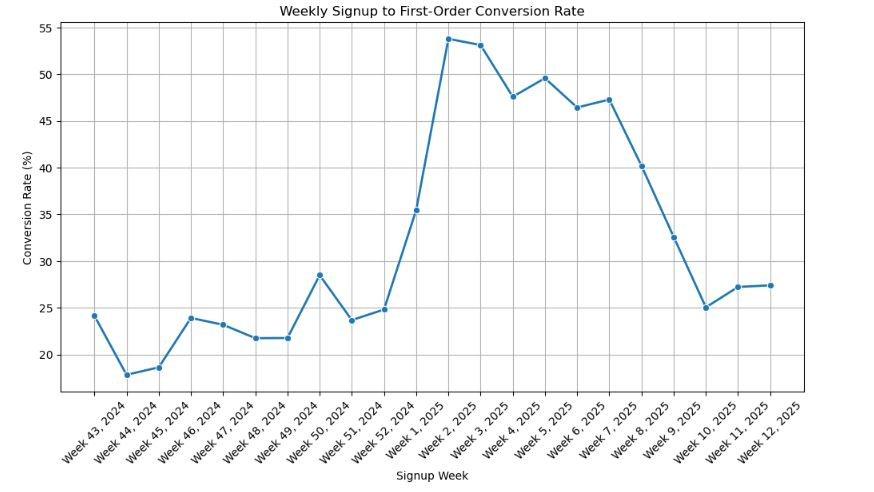 Weekly Signup to First-Order Conversion Rate
Conversion Rate (%)
55
50
45
40
35
30
25
20
Week 43, 2024
Week 44, 2024
Week 45, 2024
Week 46, 2024
Week 47, 2024
Week 48, 2024
Week 49, 2024
Week 50, 2024
Week 51, 2024
Week 52, 2024
Week 1, 2025
Week 2, 2025
Week 3, 2025
Week 4, 2025
Week 5, 2025
Week 6, 2025
Week 7, 2025
Week 8, 2025
Week 9, 2025
Week 10, 2025
Week 11, 2025
Week 12, 2025
Signup Week